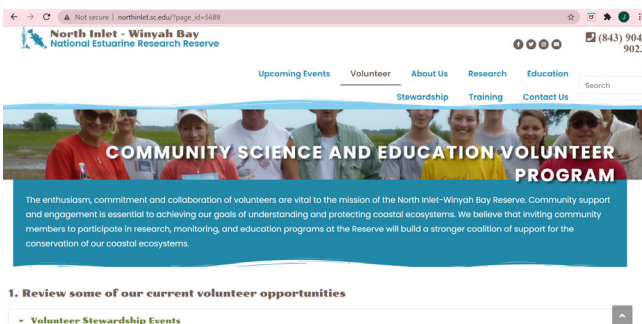 Not secure | northinlet.sc.edu/?page_id=5689
North Inlet - Winyah Bay
National Estuarine Research Reserve
(843) 904
902
Upcoming Events Volunteer About Us Research Education
Search
Stewardship Training Contact Us
COMMUNITY SCIENCE AND EDUCATION VOLUNTEER
PROGRAM
The enthusiasm, commitment and collaboration of volunteers are vital to the mission of the North Inlet-Winyah Bay Reserve. Community support
and engagement is essential to achieving our goals of understanding and protecting coastal ecosystems. We believe that inviting community
members to participate in research, monitoring, and education programs at the Reserve will build a stronger coalition of support for the
conservation of our coastal ecosystems.
1. Review some of our current volunteer opportunities
Volunteer Stewardship Events